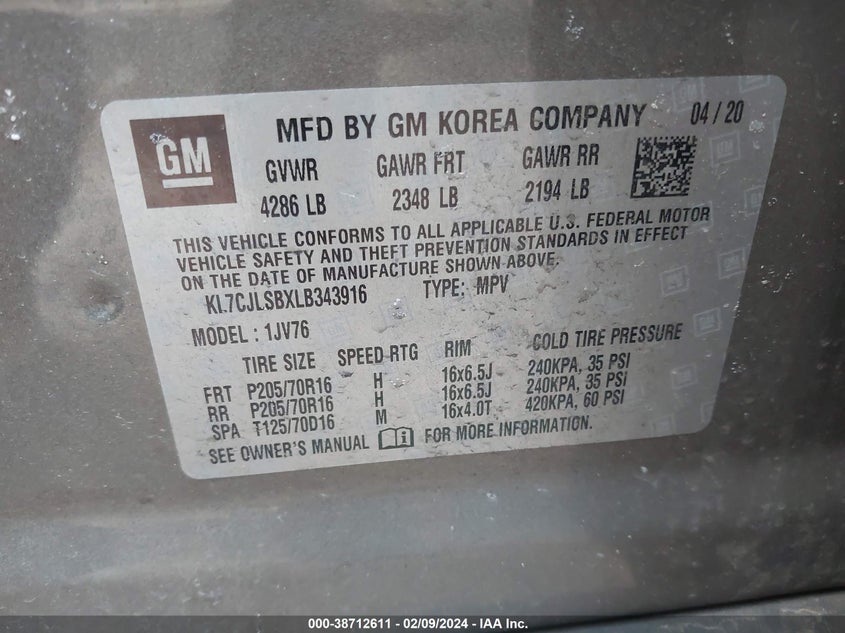 GM
MFD BY GM KOREA COMPANY 04 / 20
GVWR GAWR FRT GAWR RR
4286 LB 2348 LB 2194 LB
THIS VEHICLE CONFORMS TO ALL APPLICABLE U.S. FEDERAL MOTOR
VEHICLE SAFETY AND THEFT PREVENTION STANDARDS IN EFFECT
ON THE DATE OF MANUFACTURE SHOWN ABOVE.
KL7CJLSBXLB343916 TYPE: MPV
MODEL : 1JV76
TIRE SIZE SPEED RTG RIM COLD TIRE PRESSURE
FRT P205/70R16 H 16x6.5J 240KPA, 35 PSI
RR P205/70R16 H 16x6.5J 240KPA, 35 PSI
SPA T125/70D16 M 16x4.0T 420KPA, 60 PSI
SEE OWNER'S MANUAL i FOR MORE INFORMATION.
000-38712611 - 02/09/2024 - IAA Inc.